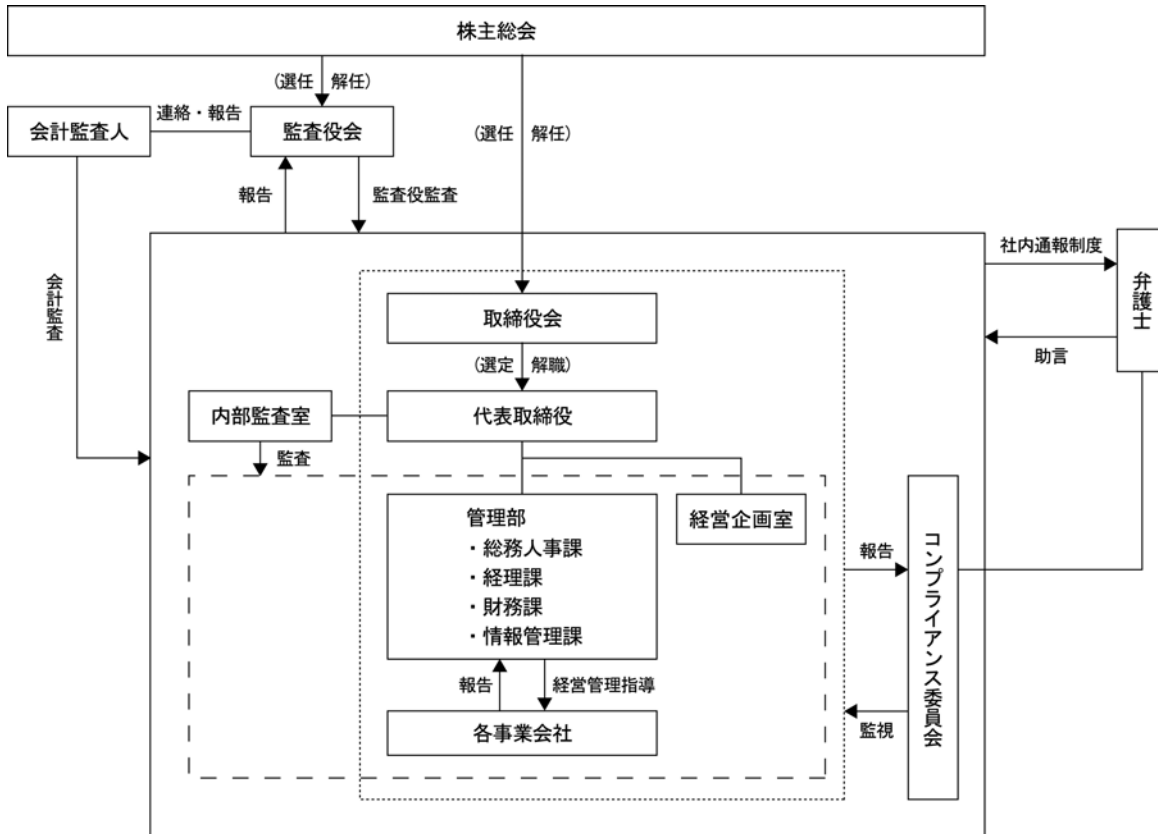 株主総会
(選任 解任)
連絡・報告
会計監査人
監査役会
(選任 解任)
報告
監査役監査
社内通報制度
弁護士
会計監査
取締役会
助言
(選定 解職)
内部監査室
代表取締役
監査
管理部
・総務人事課
・経理課
・財務課
・情報管理課
経営企画室
報告
コンプライアンス委員会
報告
経営管理指導
監視
各事業会社